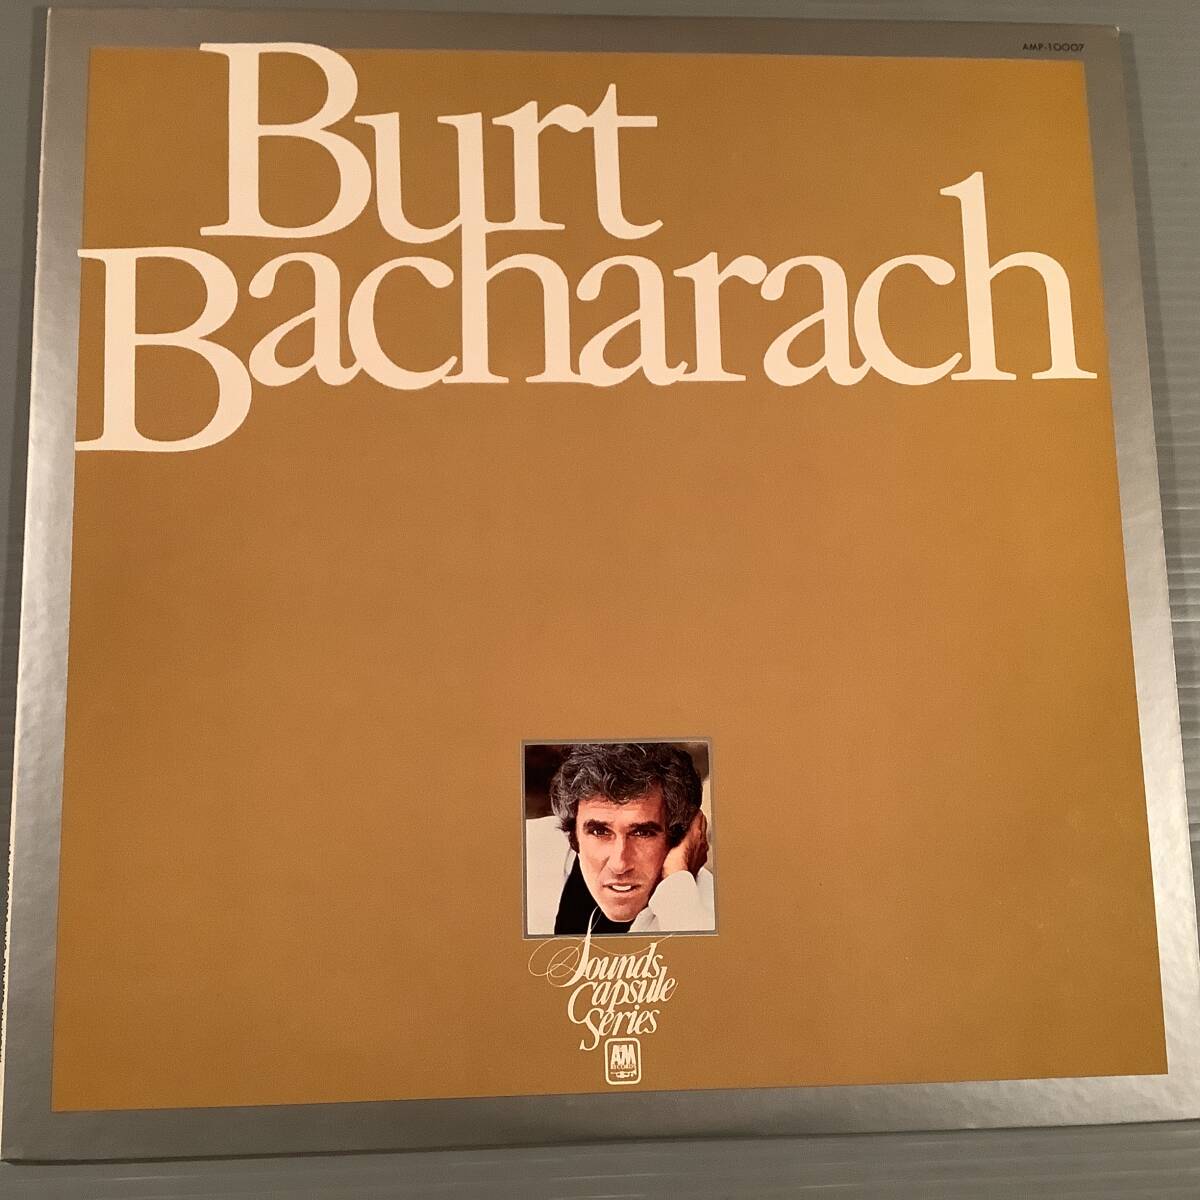 AMP-10007
Burt
Bacharach
Sounds
Capsule
Series
A&M
RECORDS